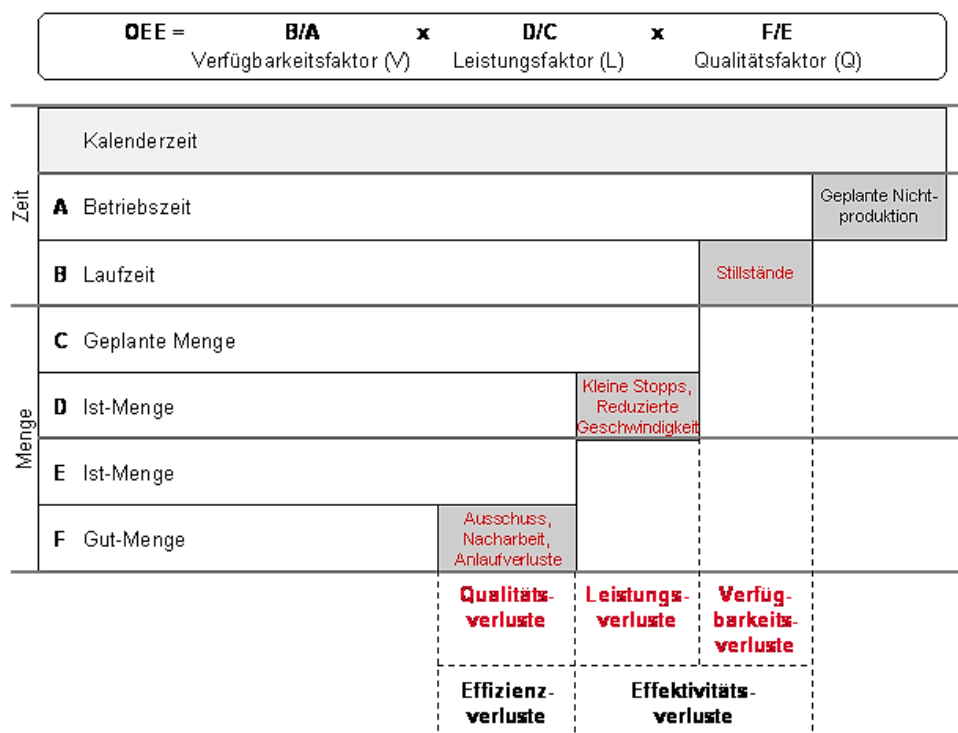 OEE = B/A x D/C x F/E
Verfügbarkeitsfaktor (V) Leistungsfaktor (L) Qualitätsfaktor (Q)
Zeit
Kalenderzeit
A Betriebszeit
Geplante Nicht-
produktion
B Laufzeit
Stillstände
Menge
C Geplante Menge
D Ist-Menge
Kleine Stopps,
Reduzierte
Geschwindigkeit
E Ist-Menge
F Gut-Menge
Ausschuss,
Nacharbeit,
Anlaufverluste
Qualitäts-
verluste
Leistungs-
verluste
Verfüg-
barkeits-
verluste
Effizienz-
verluste
Effektivitäts-
verluste